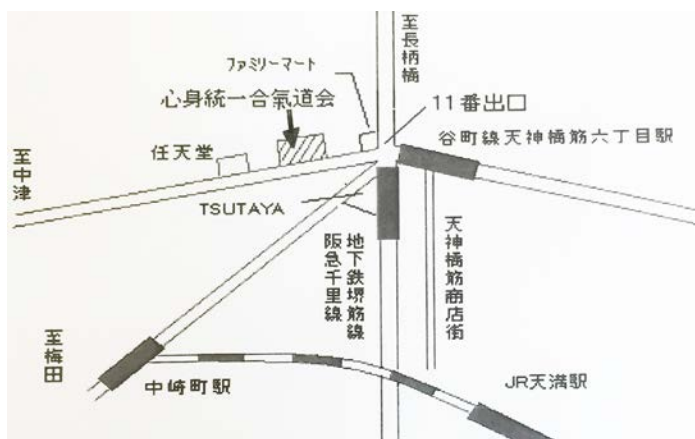 至長柄橋
ファミリーマート
心身統一合氣道会
11番出口
谷町線天神橋筋六丁目駅
任天堂
至中津
TSUTAYA
地下鉄堺筋線
阪急千里線
天神橋筋商店街
至梅田
中崎町駅
JR天満駅